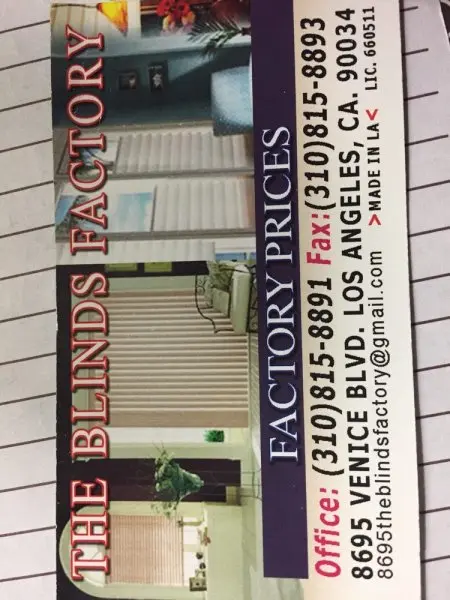 THE BLINDS FACTORY
FACTORY PRICES
Office: (310)815-8891 Fax:(310)815-8893
8695 VENICE BLVD. LOS ANGELES, CA. 90034
8695theblindsfactory@gmail.com >MADE IN LA< LIC. 660511